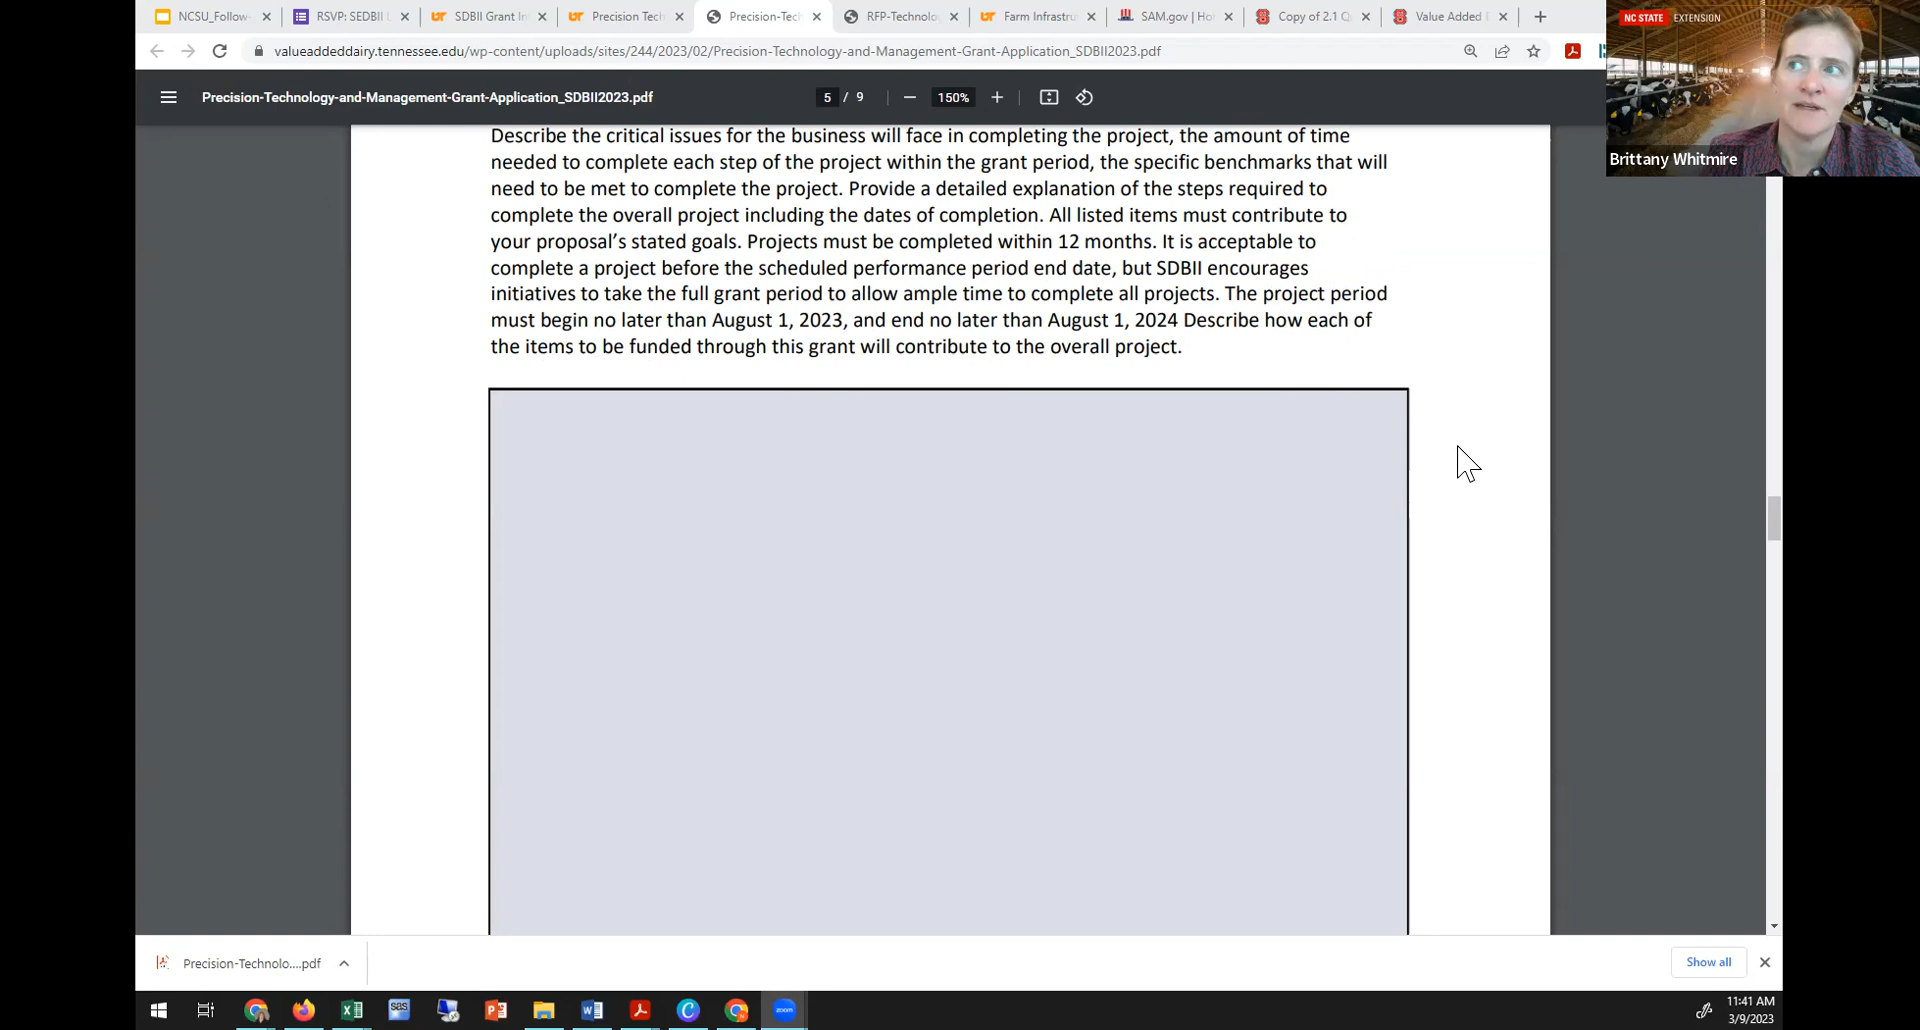 NCSU_Follow-
RSVP: SEDBII
SDBII Grant In
Precision Tech
Precision-Tech
RFP-Technolo
Farm Infrastru
SAM.gov | Ho
Copy of 2.1 Q
Value Added
valueaddeddairy.tennessee.edu/wp-content/uploads/sites/244/2023/02/Precision-Technology-and-Management-Grant-Application_SDBII2023.pdf
NC STATE EXTENSION
Brittany Whitmire
Precision-Technology-and-Management-Grant-Application_SDBII2023.pdf
5 / 9
150%
Describe the critical issues for the business will face in completing the project, the amount of time
needed to complete each step of the project within the grant period, the specific benchmarks that will
need to be met to complete the project. Provide a detailed explanation of the steps required to
complete the overall project including the dates of completion. All listed items must contribute to
your proposal’s stated goals. Projects must be completed within 12 months. It is acceptable to
complete a project before the scheduled performance period end date, but SDBII encourages
initiatives to take the full grant period to allow ample time to complete all projects. The project period
must begin no later than August 1, 2023, and end no later than August 1, 2024 Describe how each of
the items to be funded through this grant will contribute to the overall project.
Precision-Technolo....pdf
Show all
sas
zoom
11:41 AM
3/9/2023